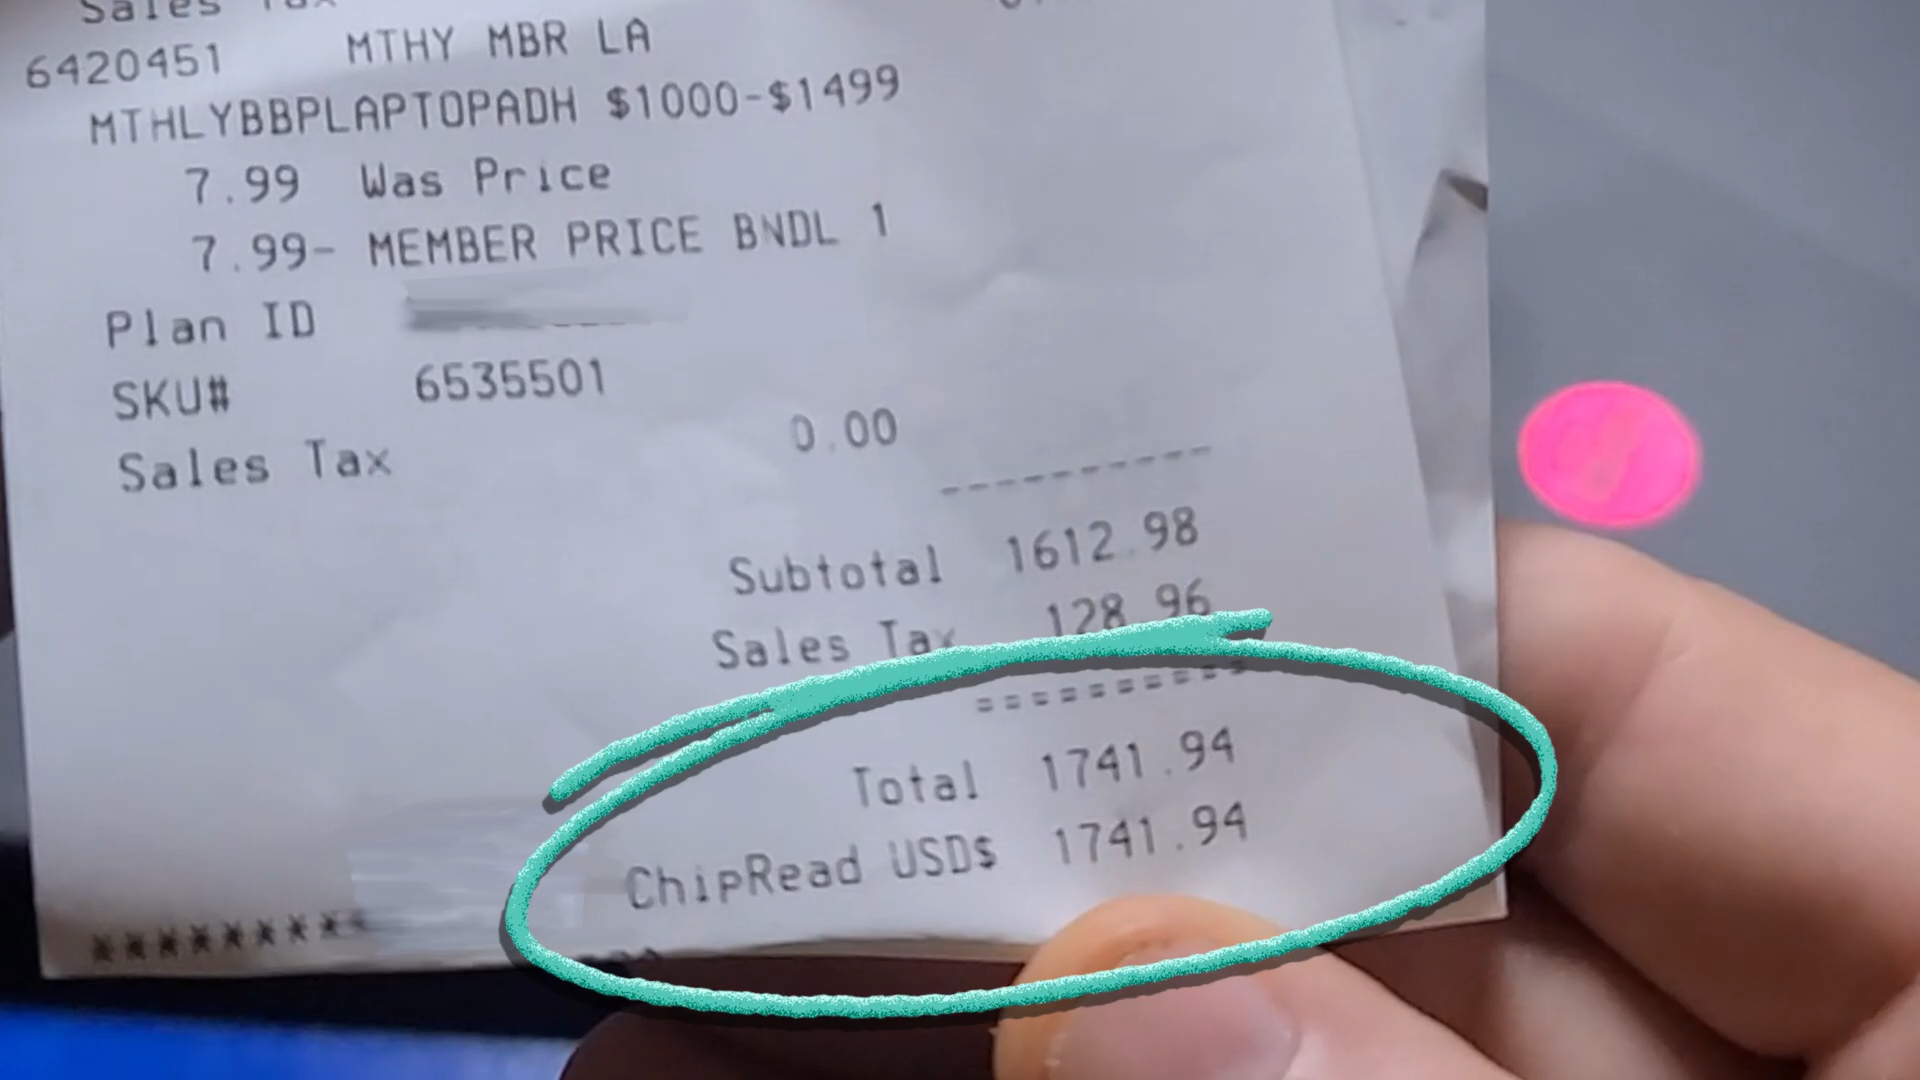 Sales Tax
6420451 MTHY MBR LA
MTHLYBBPLAPTOPADH $1000-$1499
7.99 Was Price
7.99- MEMBER PRICE BNDL 1
Plan ID
SKU# 6535501
Sales Tax 0.00
----------
Subtotal 1612.98
Sales Tax 128.96
==========
Total 1741.94
ChipRead USD$ 1741.94
*********